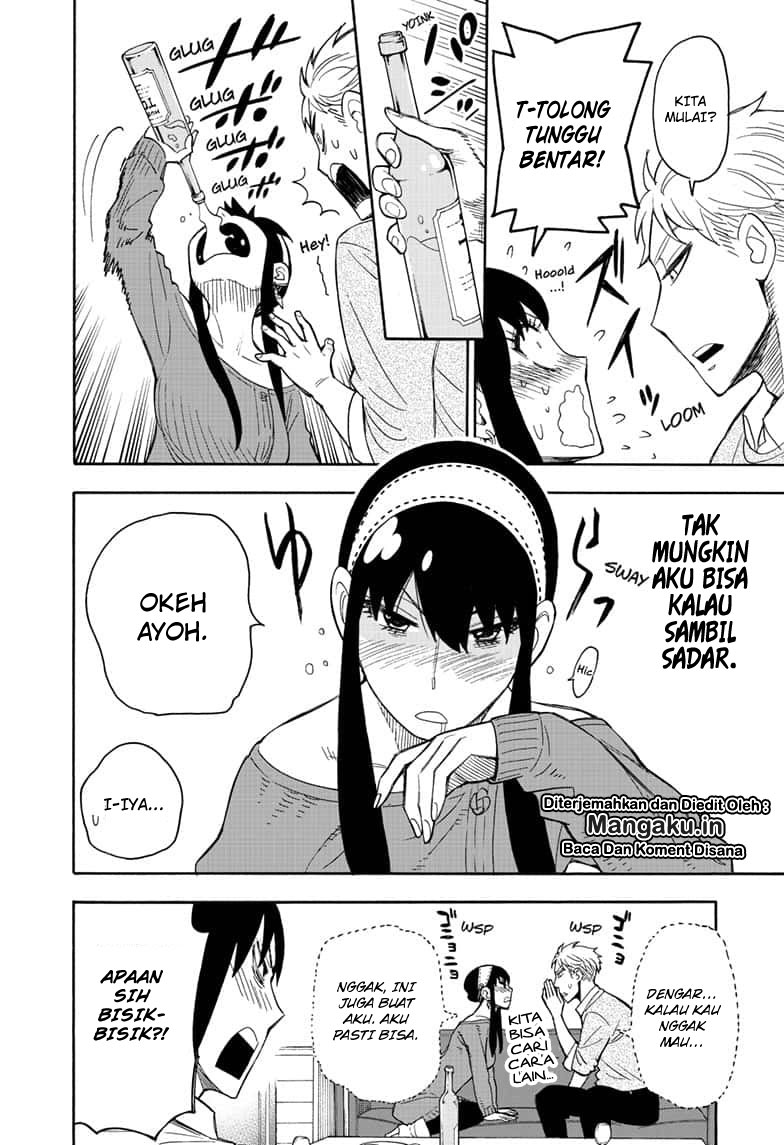 KITA
MULAI?
T-TOLONG
TUNGGU
BENTAR!
Hooold
...!
LOOM
YOINK
GLUG
GLUG
GLUG
GLUG
Hey!
TAK
MUNGKIN
AKU BISA
KALAU
SAMBIL
SADAR.
SWAY
ゆら
Hic
OKEH
AYOH.
I-IYA...
Diterjemahkan dan Diedit Oleh:
Mangaku.in
Baca Dan Koment Disana
DENGAR...
KALAU KAU
NGGAK
MAU...
WSP
KITA
BISA
CARI
CARA
LAIN...
WSP
NGGAK, INI
JUGA BUAT
AKU. AKU
PASTI BISA.
APAAN
SIH
BISIK-
BISIK?!